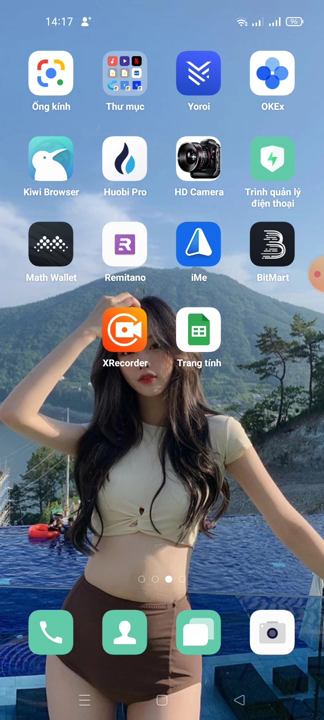 14:17
96
Ống kính
Thư mục
Yoroi
OKEx
Kiwi Browser
Huobi Pro
HD Camera
Trình quản lý
điện thoại
Math Wallet
Remitano
iMe
BitMart
XRecorder
Trang tính